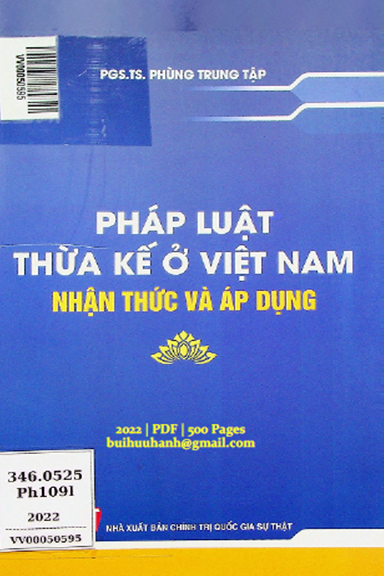 VV00050595
PGS.TS. PHÙNG TRUNG TẬP
PHÁP LUẬT
THỪA KẾ Ở VIỆT NAM
NHẬN THỨC VÀ ÁP DỤNG
2022 | PDF | 500 Pages
buihuuhanh@gmail.com
346.0525
Ph109l
2022
VV00050595
NHÀ XUẤT BẢN CHÍNH TRỊ QUỐC GIA SỰ THẬT